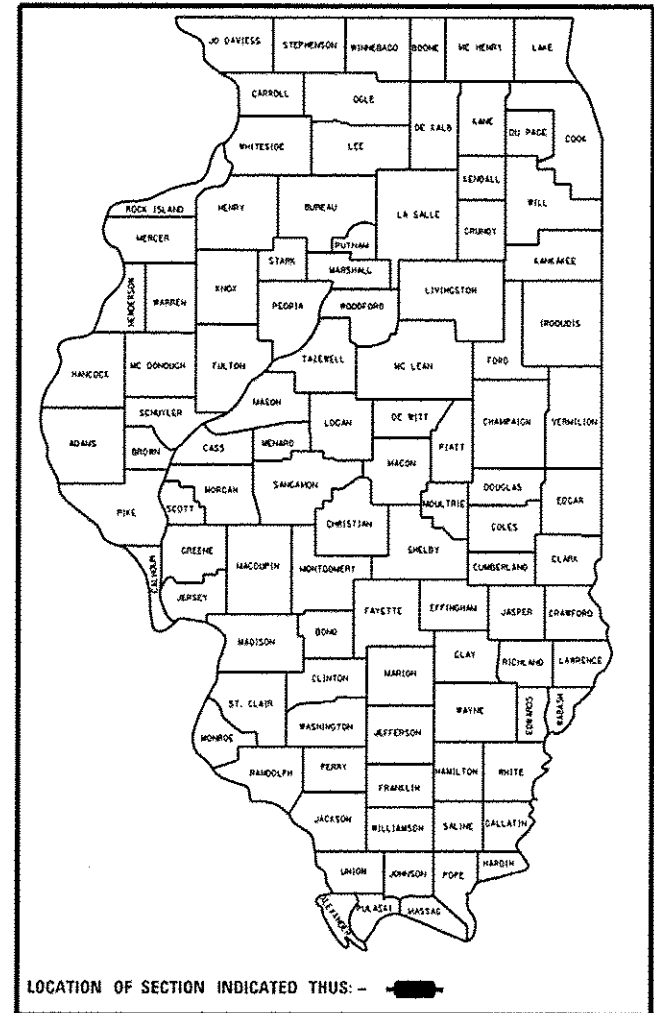 JO DAVIESS STEPHENSON WINNEBAGO BOONE MC HENRY LAKE
CARROLL OGLE DE KALB KANE DU PAGE COOK
WHITESIDE LEE KENDALL WILL
ROCK ISLAND HENRY BUREAU LA SALLE GRUNDY
MERCER PUTNAM KANKAKEE
STARK MARSHALL
HENDERSON WARREN KNOX PEORIA WOODFORD LIVINGSTON IROQUOIS
HANCOCK MC DONOUGH FULTON TAZEWELL MC LEAN FORD
MASON
SCHUYLER LOGAN DE WITT CHAMPAIGN VERMILION
ADAMS BROWN CASS MENARD MACON PIATT
PIKE SCOTT MORGAN SANGAMON MOULTRIE DOUGLAS EDGAR
CHRISTIAN COLES
CALHOUN GREENE MACOUPIN MONTGOMERY SHELBY CUMBERLAND CLARK
JERSEY FAYETTE EFFINGHAM JASPER CRAWFORD
MADISON BOND
CLAY RICHLAND LAWRENCE
CLINTON MARION
ST. CLAIR WAYNE EDWARDS WABASH
MONROE WASHINGTON JEFFERSON
RANDOLPH PERRY HAMILTON WHITE
FRANKLIN
JACKSON WILLIAMSON SALINE GALLATIN
UNION JOHNSON POPE HARDIN
ALEXANDER PULASKI MASSAC
LOCATION OF SECTION INDICATED THUS: -